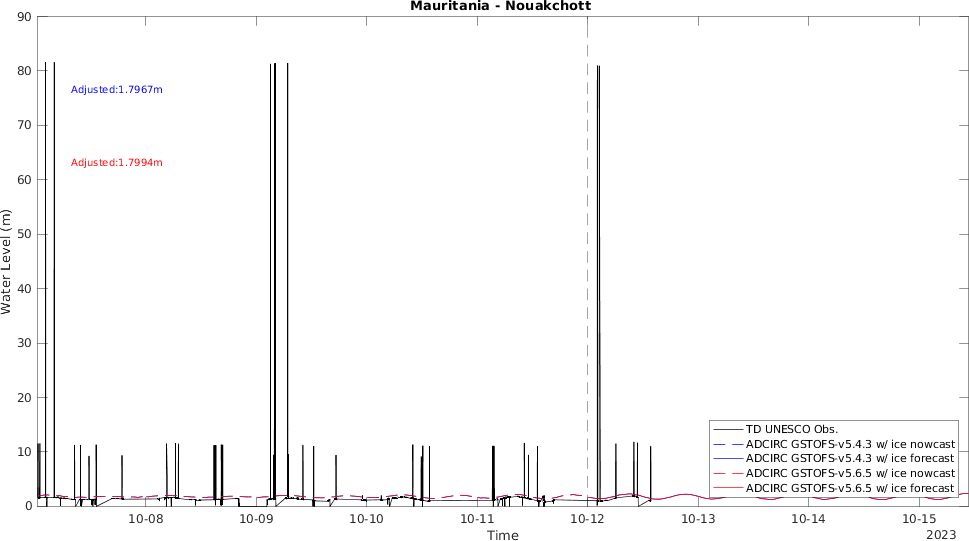 Mauritania - Nouakchott
90
80
70
60
50
40
30
20
10
0
Water Level (m)
Adjusted:1.7967m
Adjusted:1.7994m
TD UNESCO Obs.
ADCIRC GSTOFS-v5.4.3 w/ ice nowcast
ADCIRC GSTOFS-v5.4.3 w/ ice forecast
ADCIRC GSTOFS-v5.6.5 w/ ice nowcast
ADCIRC GSTOFS-v5.6.5 w/ ice forecast
10-08 10-09 10-10 10-11 10-12 10-13 10-14 10-15
Time
2023